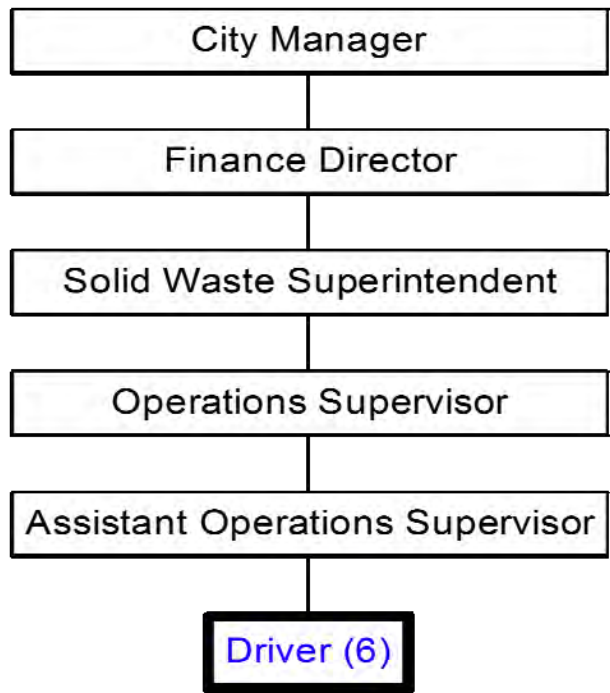 City Manager
Finance Director
Solid Waste Superintendent
Operations Supervisor
Assistant Operations Supervisor
Driver (6)